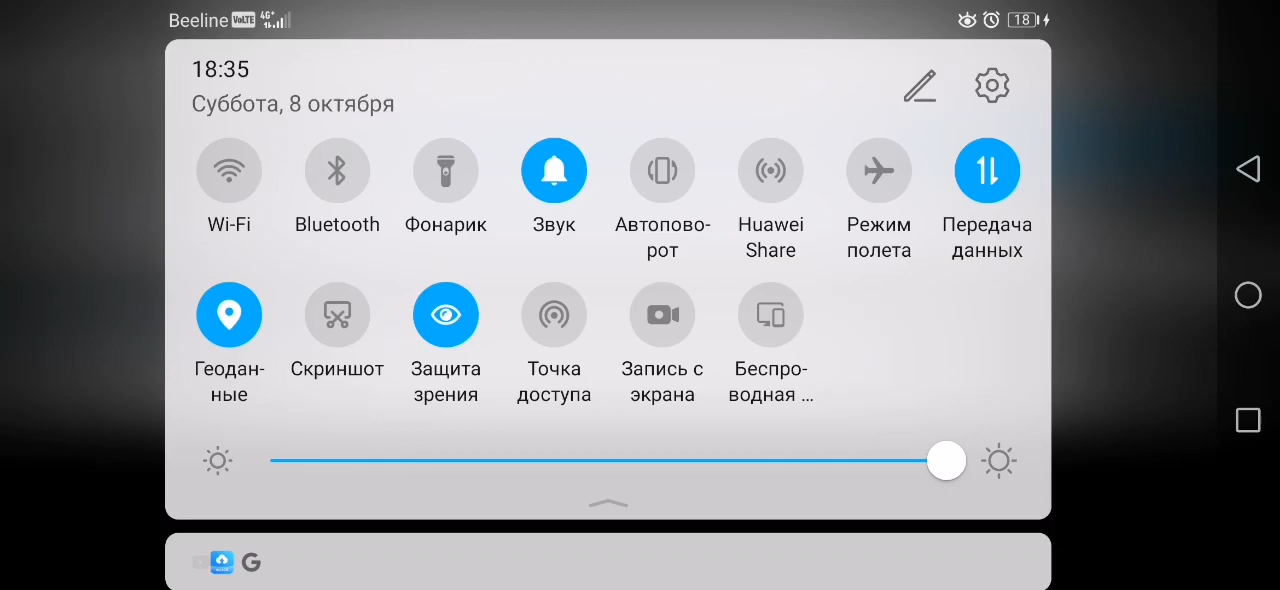 Beeline VoLTE 4G+ 18
18:35
Суббота, 8 октября
Wi-Fi Bluetooth Фонарик Звук Автопово- Huawei Режим Передача
рот Share полета данных
Геодан- Скриншот Защита Точка Запись с Беспро-
ные зрения доступа экрана водная ...
G